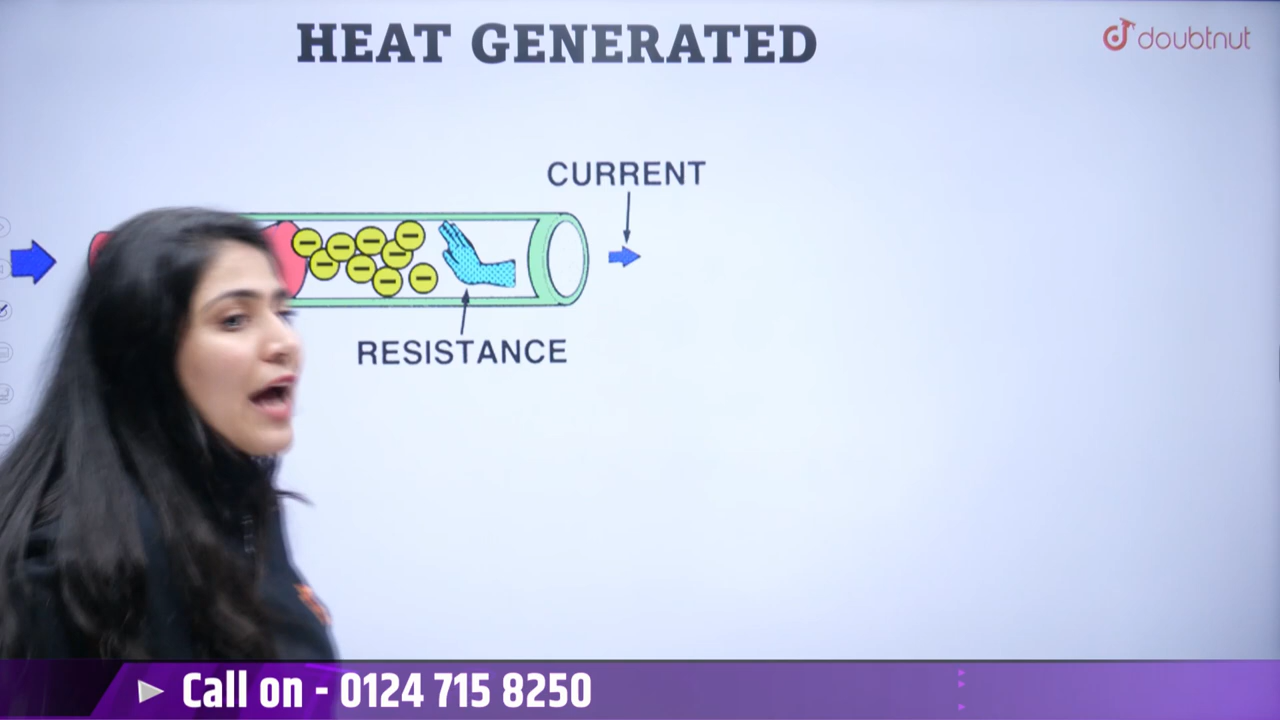 HEAT GENERATED
doubtnut
CURRENT
RESISTANCE
Call on - 0124 715 8250